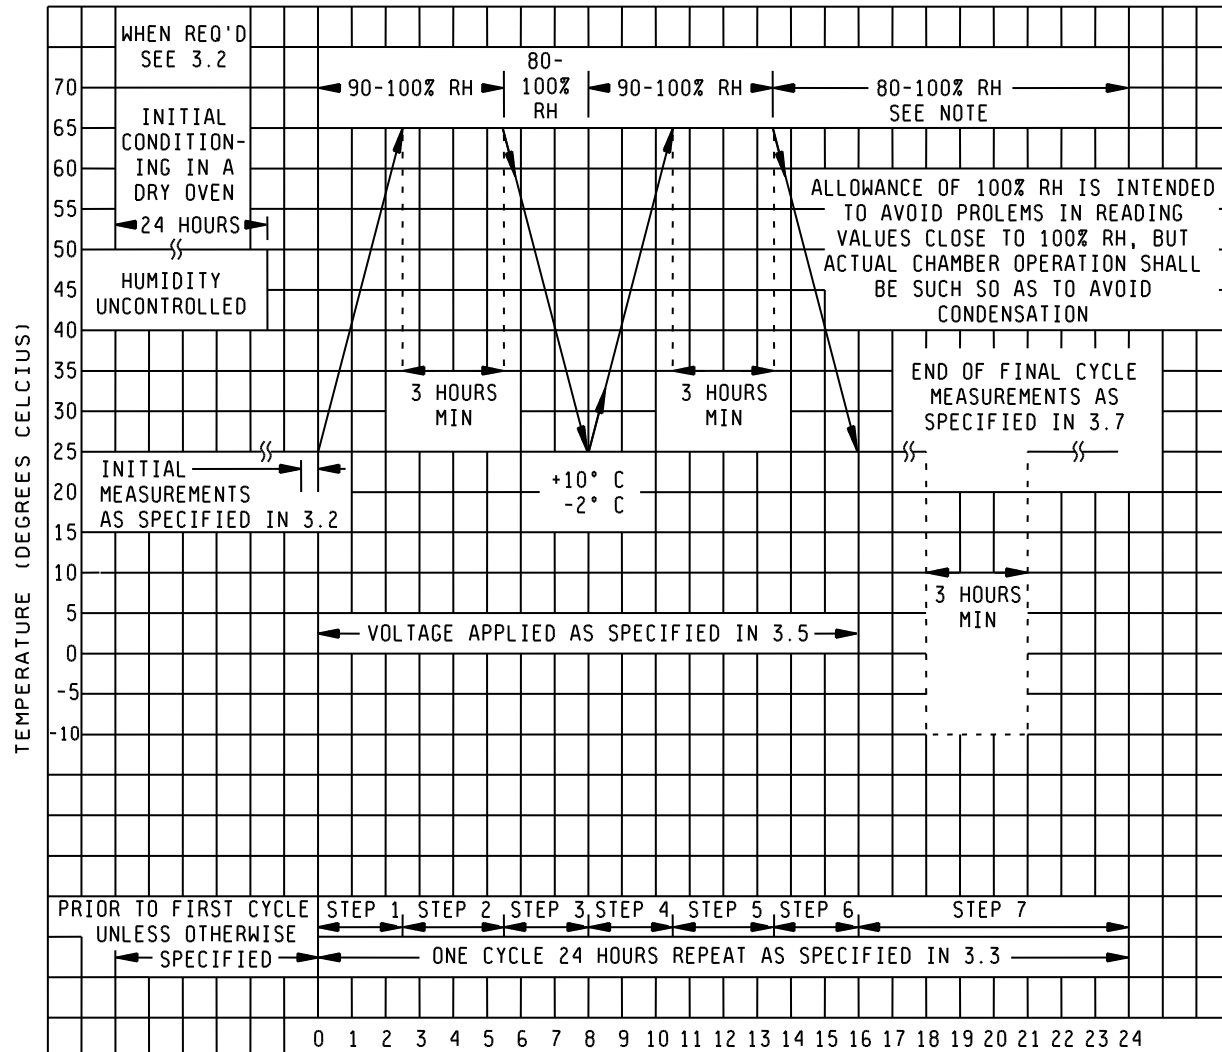 WHEN REQ'D
SEE 3.2
INITIAL
CONDITION-
ING IN A
DRY OVEN
24 HOURS
HUMIDITY
UNCONTROLLED
90-100% RH
80-
100%
RH
90-100% RH
80-100% RH
SEE NOTE
ALLOWANCE OF 100% RH IS INTENDED
TO AVOID PROLEMS IN READING
VALUES CLOSE TO 100% RH, BUT
ACTUAL CHAMBER OPERATION SHALL
BE SUCH SO AS TO AVOID
CONDENSATION
3 HOURS
MIN
3 HOURS
MIN
END OF FINAL CYCLE
MEASUREMENTS AS
SPECIFIED IN 3.7
INITIAL
MEASUREMENTS
AS SPECIFIED IN 3.2
+10° C
-2° C
3 HOURS
MIN
VOLTAGE APPLIED AS SPECIFIED IN 3.5
TEMPERATURE (DEGREES CELCIUS)
70
65
60
55
50
45
40
35
30
25
20
15
10
5
0
-5
-10
PRIOR TO FIRST CYCLE
UNLESS OTHERWISE
SPECIFIED
STEP 1 STEP 2 STEP 3 STEP 4 STEP 5 STEP 6 STEP 7
ONE CYCLE 24 HOURS REPEAT AS SPECIFIED IN 3.3
0 1 2 3 4 5 6 7 8 9 10 11 12 13 14 15 16 17 18 19 20 21 22 23 24